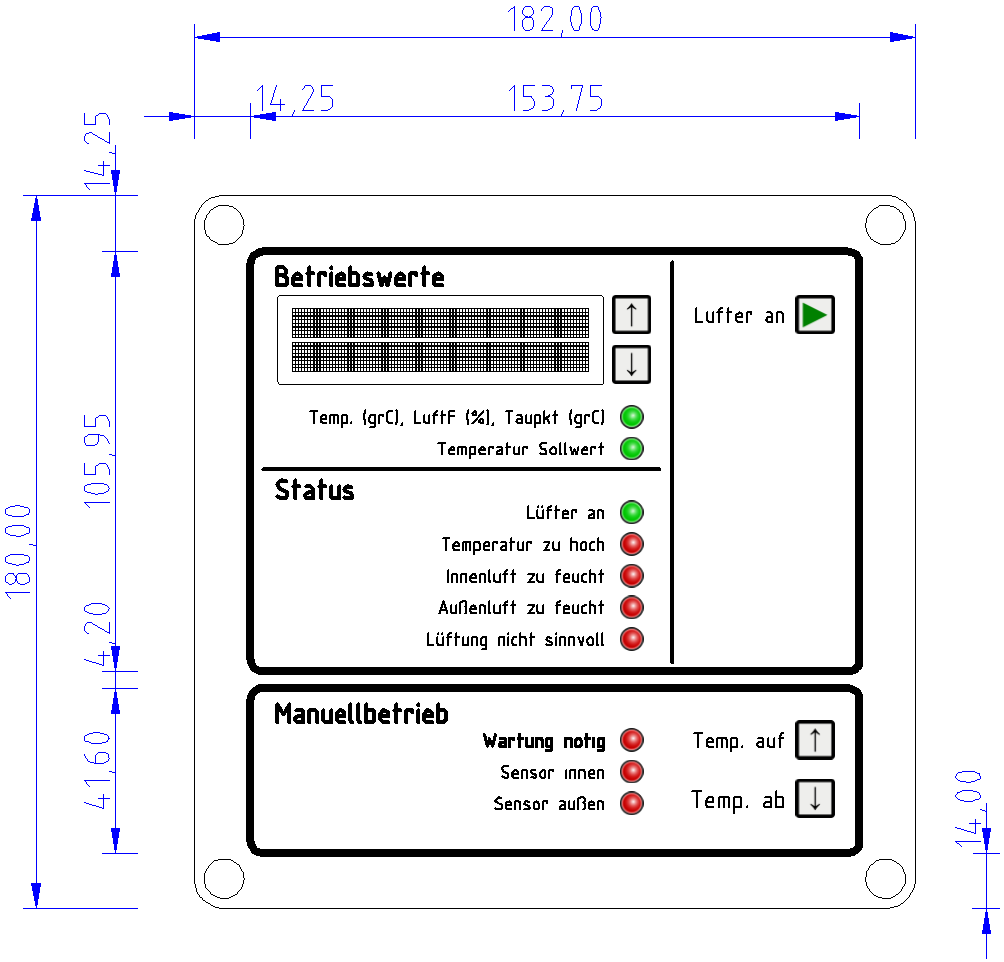 182,00
14,25
153,75
14,25
105,95
180,00
4,20
41,60
14,00
Betriebswerte
↑
Lufter an
↓
Temp. (grC), LuftF (%), Taupkt (grC)
Temperatur Sollwert
Status
Lüfter an
Temperatur zu hoch
Innenluft zu feucht
Außenluft zu feucht
Lüftung nicht sinnvoll
Manuellbetrieb
Wartung notig
Temp. auf ↑
Sensor innen
Sensor außen
Temp. ab ↓